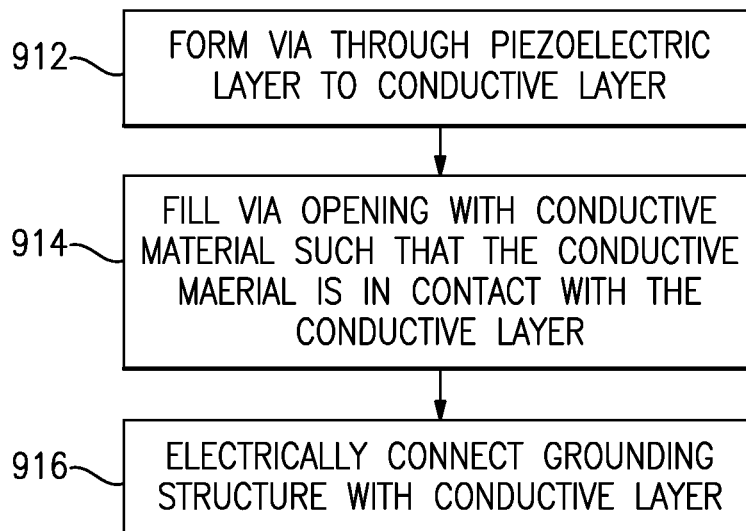 912
FORM VIA THROUGH PIEZOELECTRIC
LAYER TO CONDUCTIVE LAYER
914
FILL VIA OPENING WITH CONDUCTIVE
MATERIAL SUCH THAT THE CONDUCTIVE
MAERIAL IS IN CONTACT WITH THE
CONDUCTIVE LAYER
916
ELECTRICALLY CONNECT GROUNDING
STRUCTURE WITH CONDUCTIVE LAYER